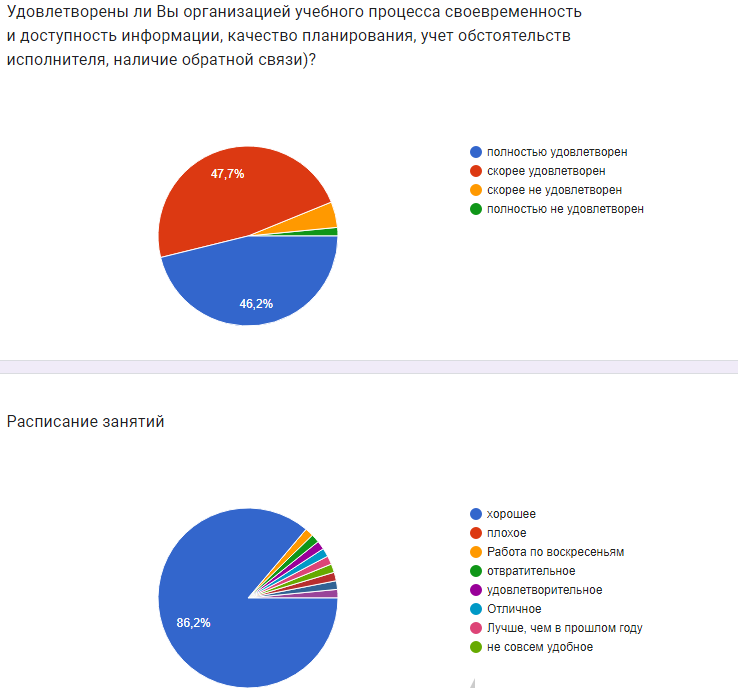 Удовлетворены ли Вы организацией учебного процесса своевременность
и доступность информации, качество планирования, учет обстоятельств
исполнителя, наличие обратной связи)?
47,7%
46,2%
полностью удовлетворен
скорее удовлетворен
скорее не удовлетворен
полностью не удовлетворен
Расписание занятий
86,2%
хорошее
плохое
Работа по воскресеньям
отвратительное
удовлетворительное
Отличное
Лучше, чем в прошлом году
не совсем удобное